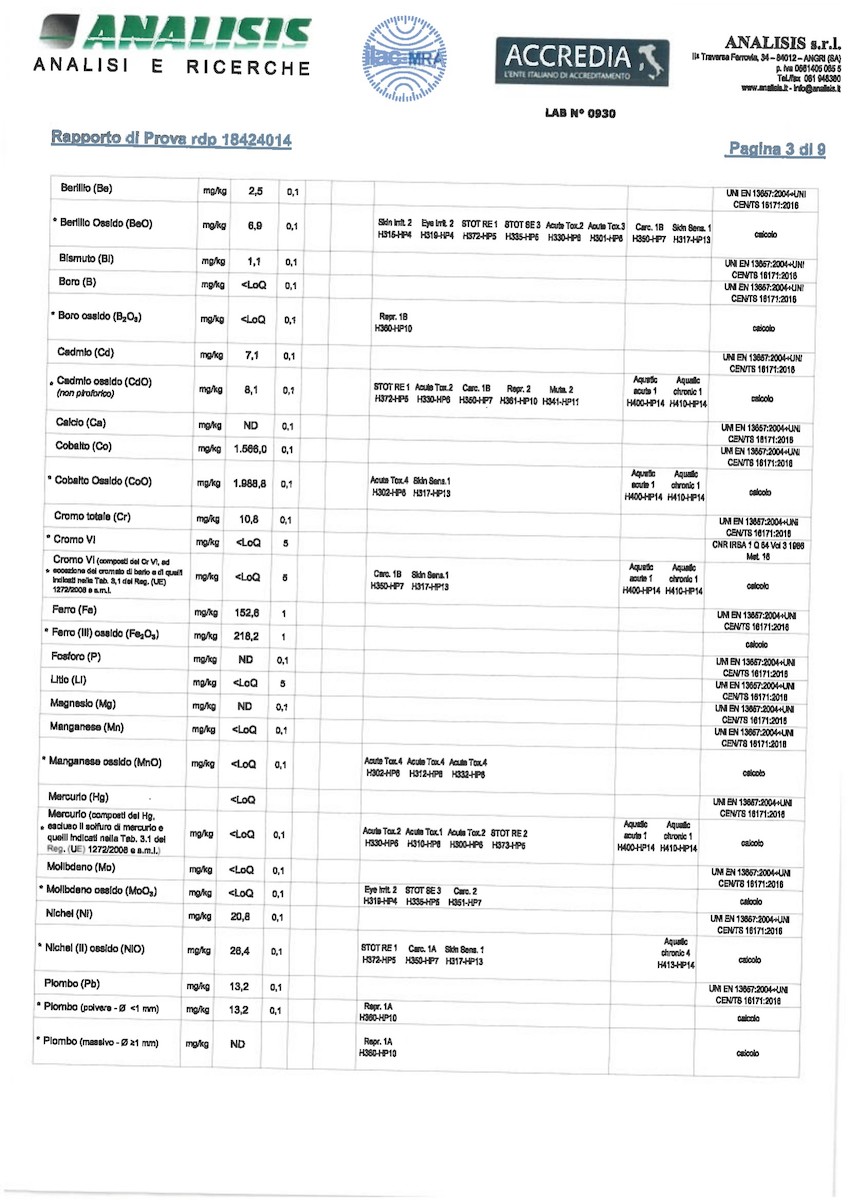 ANALISIS
ANALISI E RICERCHE
ilac-MRA
ACCREDIA
L'ENTE ITALIANO DI ACCREDITAMENTO
LAB N° 0930
ANALISIS s.r.l.
IIª Traversa Ferrovia, 34 – 84012 – ANGRI (SA)
p. iva 0561405 065 5
Tel./fax 081 946380
www.analisis.it - info@analisis.it
Rapporto di Prova rdp 18424014
Pagina 3 di 9
Berillio (Be) mg/kg 2,5 0,1 UNI EN 13657:2004+UNI
CEN/TS 16171:2016
* Berillio Ossido (BeO) mg/kg 6,9 0,1 Skin Irrit. 2 Eye Irrit. 2 STOT RE 1 STOT SE 3 Acute Tox.2 Acute Tox.3 Carc. 1B Skin Sens. 1 calcolo
H315-HP4 H319-HP4 H372-HP5 H335-HP5 H330-HP6 H301-HP6 H350-HP7 H317-HP13
Bismuto (Bi) mg/kg 1,1 0,1 UNI EN 13657:2004+UNI
CEN/TS 16171:2016
Boro (B) mg/kg <LoQ 0,1 UNI EN 13657:2004+UNI
CEN/TS 16171:2016
* Boro ossido (B₂O₃) mg/kg <LoQ 0,1 Repr. 1B calcolo
H360-HP10
Cadmio (Cd) mg/kg 7,1 0,1 UNI EN 13657:2004+UNI
CEN/TS 16171:2016
* Cadmio ossido (CdO) mg/kg 8,1 0,1 STOT RE 1 Acute Tox.2 Carc. 1B Repr. 2 Muta. 2 Aquatic acute 1 Aquatic chronic 1 calcolo
(non piroforico) H372-HP5 H330-HP6 H350-HP7 H361-HP10 H341-HP11 H400-HP14 H410-HP14
Calcio (Ca) mg/kg ND 0,1 UNI EN 13657:2004+UNI
CEN/TS 16171:2016
Cobalto (Co) mg/kg 1.566,0 0,1 UNI EN 13657:2004+UNI
CEN/TS 16171:2016
* Cobalto Ossido (CoO) mg/kg 1.988,8 0,1 Acute Tox.4 Skin Sens.1 Aquatic acute 1 Aquatic chronic 1 calcolo
H302-HP6 H317-HP13 H400-HP14 H410-HP14
Cromo totale (Cr) mg/kg 10,8 0,1 UNI EN 13657:2004+UNI
CEN/TS 16171:2016
* Cromo VI mg/kg <LoQ 5 CNR IRSA 1 Q 64 Vol 3 1986
Met. 16
Cromo VI (composti del Cr VI, ad
* eccezione del cromato di bario e di quelli mg/kg <LoQ 5 Carc. 1B Skin Sens.1 Aquatic acute 1 Aquatic chronic 1 calcolo
indicati nella Tab. 3.1 del Reg. (UE) H350-HP7 H317-HP13 H400-HP14 H410-HP14
1272/2008 e s.m.i.
Ferro (Fe) mg/kg 152,6 1 UNI EN 13657:2004+UNI
CEN/TS 16171:2016
* Ferro (III) ossido (Fe₂O₃) mg/kg 218,2 1 calcolo
Fosforo (P) mg/kg ND 0,1 UNI EN 13657:2004+UNI
CEN/TS 16171:2016
Litio (Li) mg/kg <LoQ 5 UNI EN 13657:2004+UNI
CEN/TS 16171:2016
Magnesio (Mg) mg/kg ND 0,1 UNI EN 13657:2004+UNI
CEN/TS 16171:2016
Manganese (Mn) mg/kg <LoQ 0,1 UNI EN 13657:2004+UNI
CEN/TS 16171:2016
* Manganese ossido (MnO) mg/kg <LoQ 0,1 Acute Tox.4 Acute Tox.4 Acute Tox.4 calcolo
H302-HP6 H312-HP6 H332-HP6
Mercurio (Hg) <LoQ UNI EN 13657:2004+UNI
CEN/TS 16171:2016
Mercurio (composti del Hg,
escluso il solfuro di mercurio e
* quelli indicati nella Tab. 3.1 del mg/kg <LoQ 0,1 Acute Tox.2 Acute Tox.1 Acute Tox.2 STOT RE 2 Aquatic acute 1 Aquatic chronic 1 calcolo
Reg. (UE) 1272/2008 e s.m.i.) H330-HP6 H310-HP6 H300-HP6 H373-HP5 H400-HP14 H410-HP14
Molibdeno (Mo) mg/kg <LoQ 0,1 UNI EN 13657:2004+UNI
CEN/TS 16171:2016
* Molibdeno ossido (MoO₃) mg/kg <LoQ 0,1 Eye Irrit. 2 STOT SE 3 Carc. 2 calcolo
H319-HP4 H335-HP5 H351-HP7
Nichel (Ni) mg/kg 20,8 0,1 UNI EN 13657:2004+UNI
CEN/TS 16171:2016
* Nichel (II) ossido (NiO) mg/kg 26,4 0,1 STOT RE 1 Carc. 1A Skin Sens. 1 Aquatic chronic 4 calcolo
H372-HP5 H350-HP7 H317-HP13 H413-HP14
Piombo (Pb) mg/kg 13,2 0,1 UNI EN 13657:2004+UNI
CEN/TS 16171:2016
* Piombo (polvere - Ø <1 mm) mg/kg 13,2 0,1 Repr. 1A calcolo
H360-HP10
* Piombo (massivo - Ø ≥1 mm) mg/kg ND Repr. 1A calcolo
H360-HP10